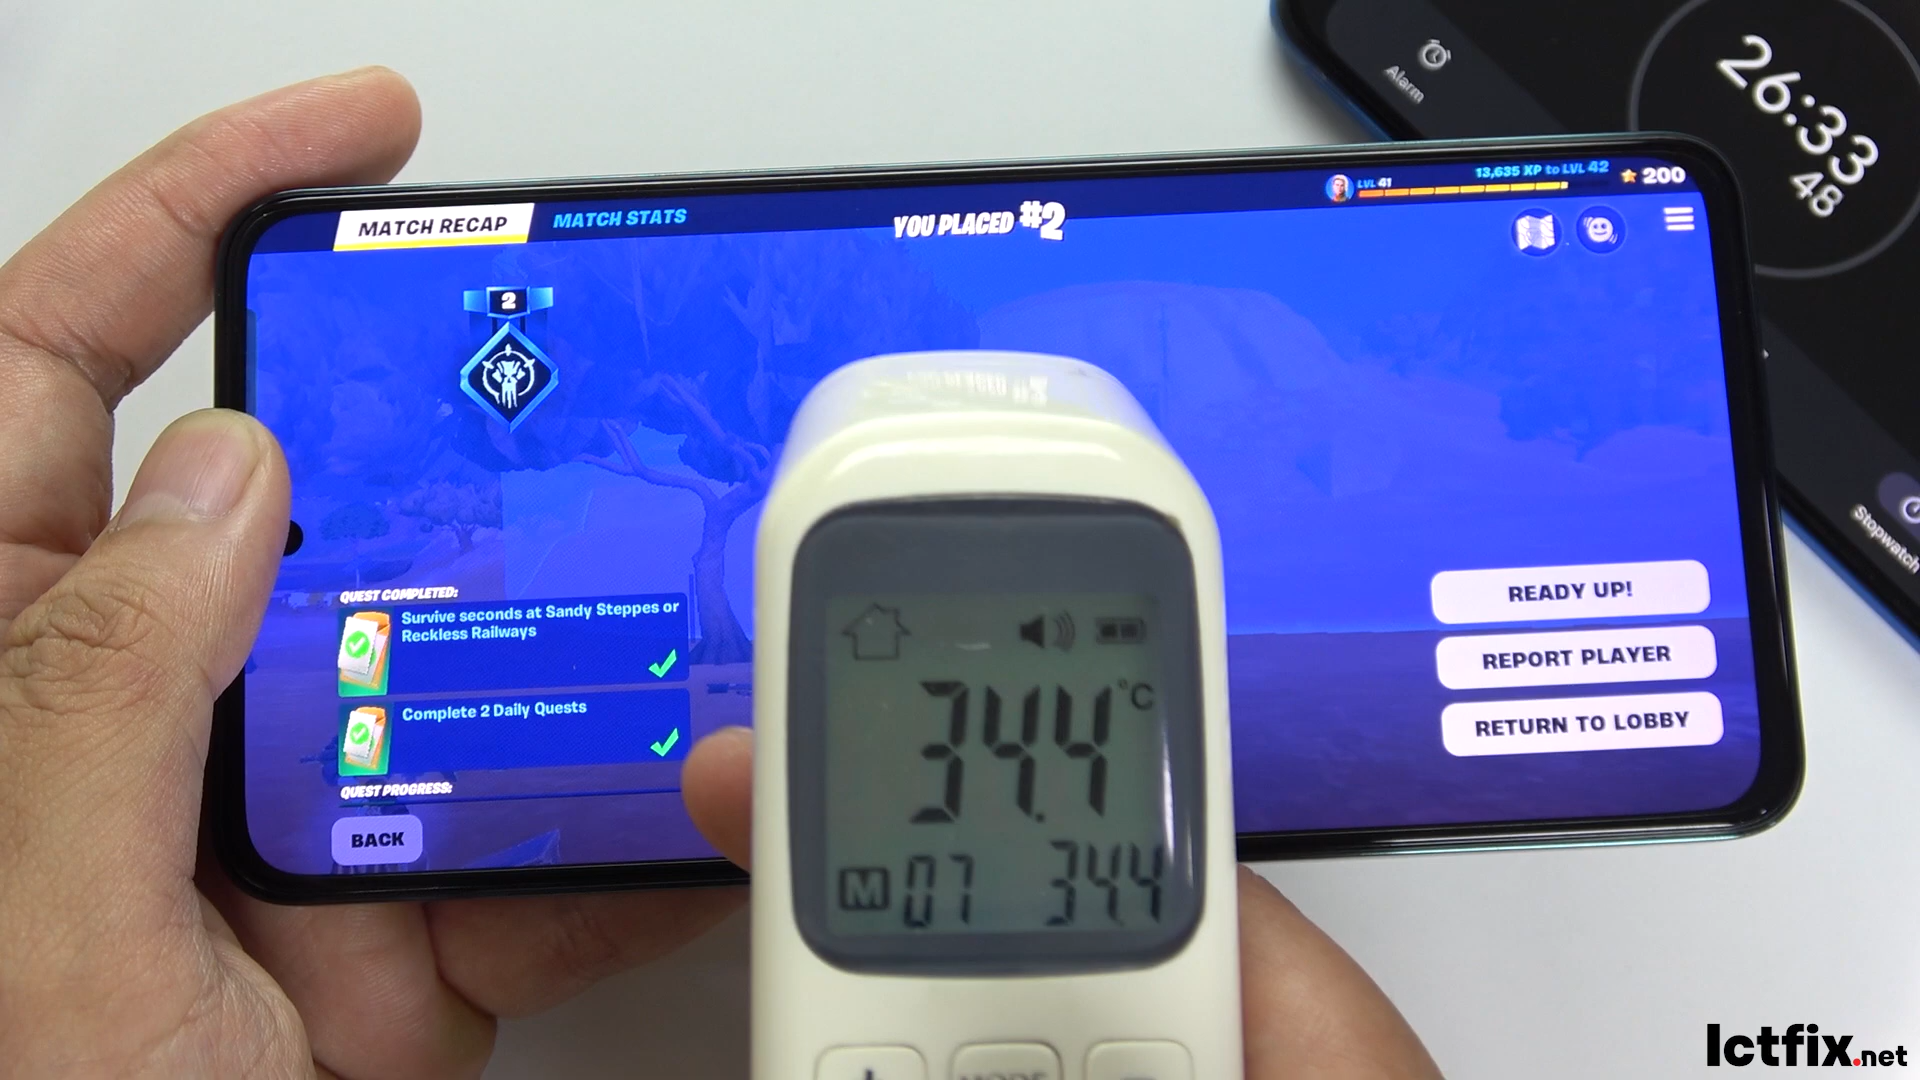 Alarm
26:33
48
MATCH RECAP
MATCH STATS
YOU PLACED #2
LVL 41
13,635 XP to LVL 42
200
2
QUEST COMPLETED:
Survive seconds at Sandy Steppes or
Reckless Railways
Complete 2 Daily Quests
QUEST PROGRESS:
BACK
READY UP!
REPORT PLAYER
RETURN TO LOBBY
Stopwatch
34.4 °C
M 07 34.4
MODE
Ictfix.net